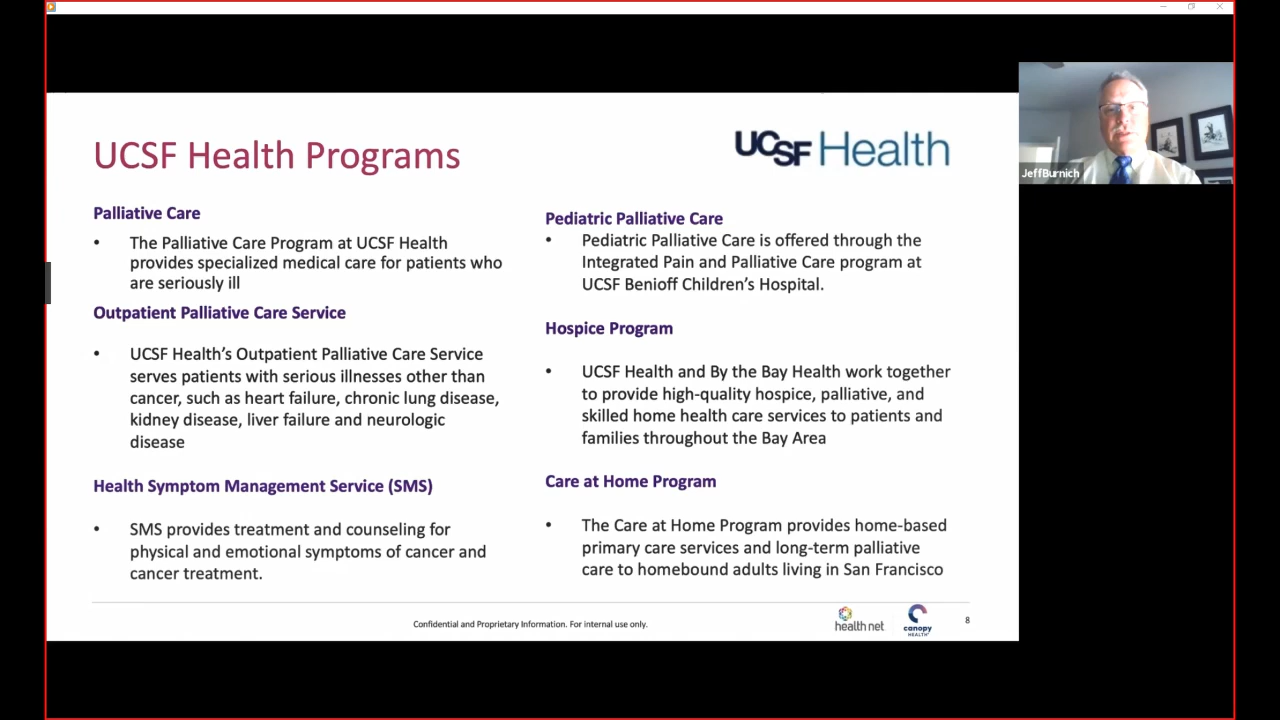 UCSF Health Programs
UCSF Health
Palliative Care
• The Palliative Care Program at UCSF Health
provides specialized medical care for patients who
are seriously ill
Outpatient Palliative Care Service
• UCSF Health's Outpatient Palliative Care Service
serves patients with serious illnesses other than
cancer, such as heart failure, chronic lung disease,
kidney disease, liver failure and neurologic
disease
Health Symptom Management Service (SMS)
• SMS provides treatment and counseling for
physical and emotional symptoms of cancer and
cancer treatment.
Pediatric Palliative Care
• Pediatric Palliative Care is offered through the
Integrated Pain and Palliative Care program at
UCSF Benioff Children's Hospital.
Hospice Program
• UCSF Health and By the Bay Health work together
to provide high-quality hospice, palliative, and
skilled home health care services to patients and
families throughout the Bay Area
Care at Home Program
• The Care at Home Program provides home-based
primary care services and long-term palliative
care to homebound adults living in San Francisco
Confidential and Proprietary Information. For internal use only.
health net
canopy
HEALTH
8
JeffBurnich